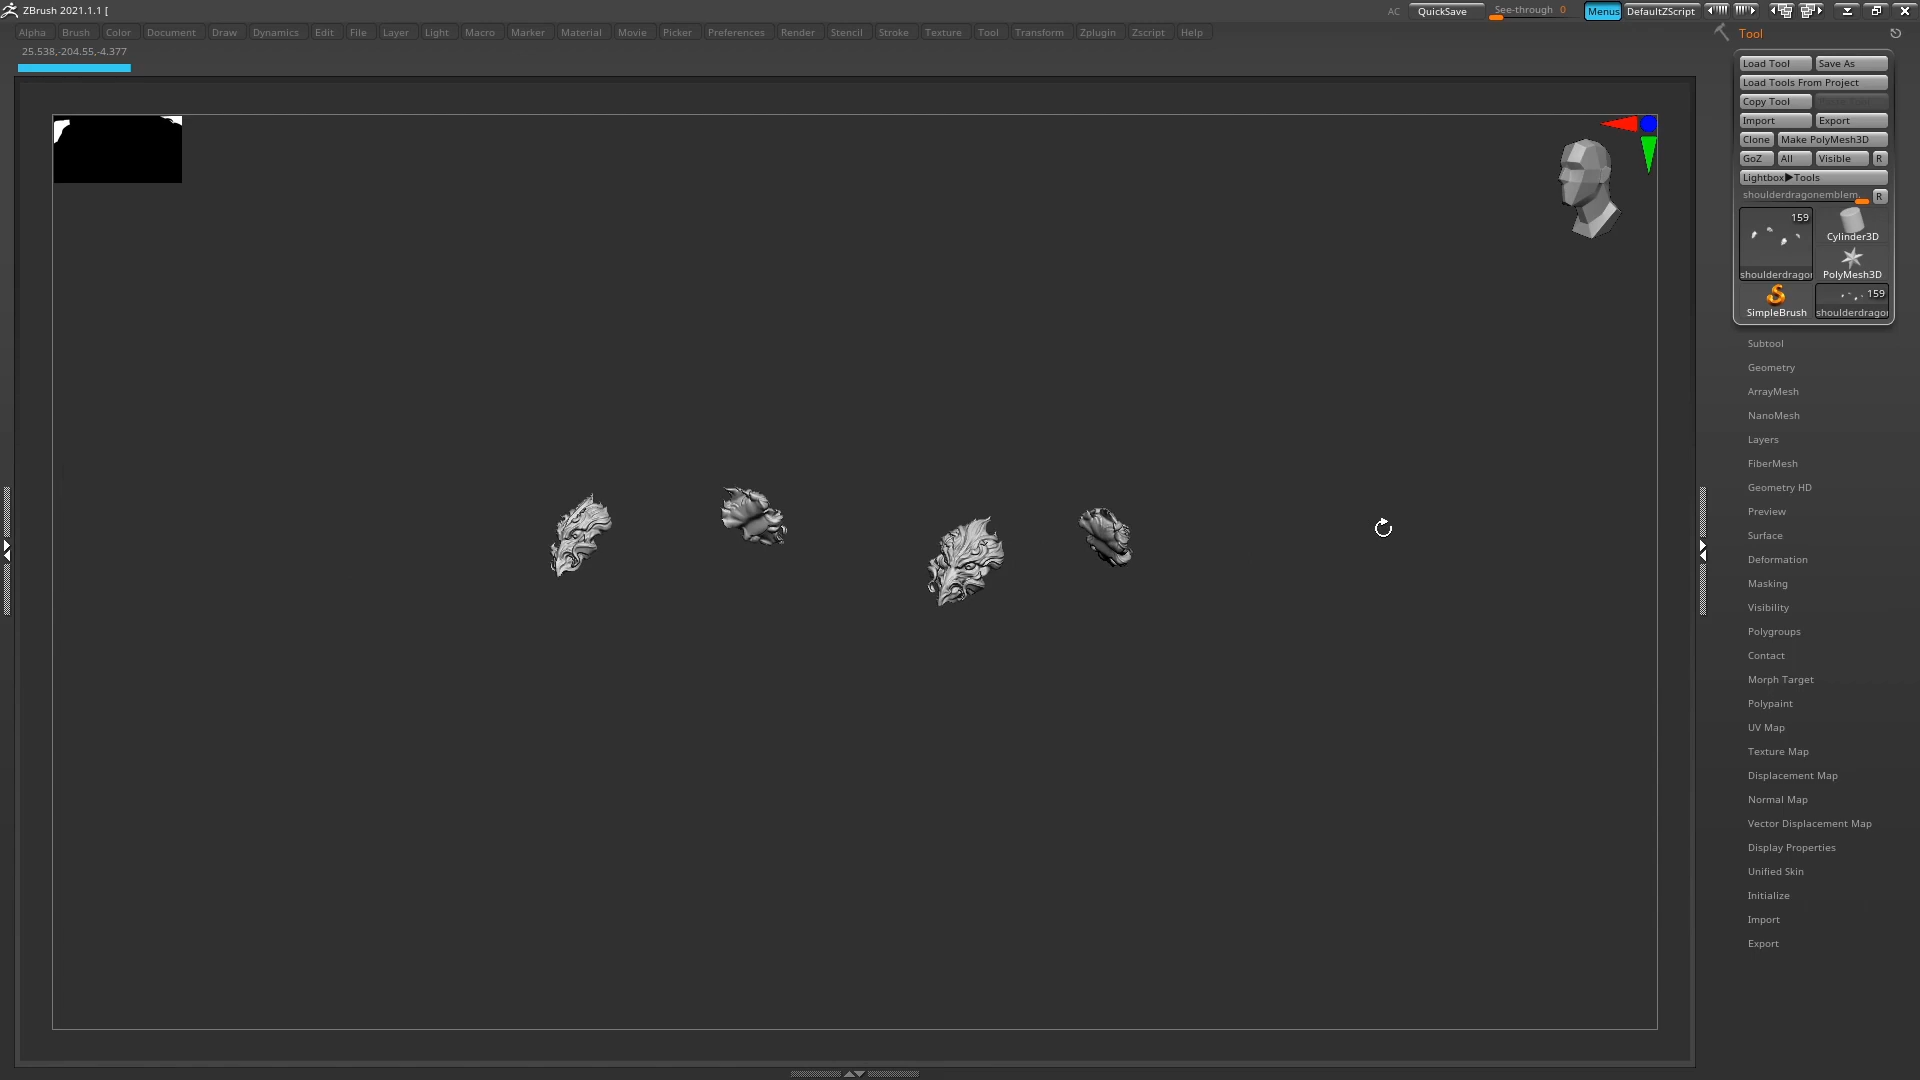 ZBrush 2021.1.1 [
AC QuickSave See-through 0 Menus DefaultZScript
Alpha Brush Color Document Draw Dynamics Edit File Layer Light Macro Marker Material Movie Picker Preferences Render Stencil Stroke Texture Tool Transform Zplugin Zscript Help
25.538,-204.55,-4.377
Tool
Load Tool Save As
Load Tools From Project
Copy Tool
Import Export
Clone Make PolyMesh3D
GoZ All Visible R
Lightbox▶Tools
shoulderdragonemblem. R
159
Cylinder3D
shoulderdragon PolyMesh3D
159
SimpleBrush shoulderdragon
Subtool
Geometry
ArrayMesh
NanoMesh
Layers
FiberMesh
Geometry HD
Preview
Surface
Deformation
Masking
Visibility
Polygroups
Contact
Morph Target
Polypaint
UV Map
Texture Map
Displacement Map
Normal Map
Vector Displacement Map
Display Properties
Unified Skin
Initialize
Import
Export